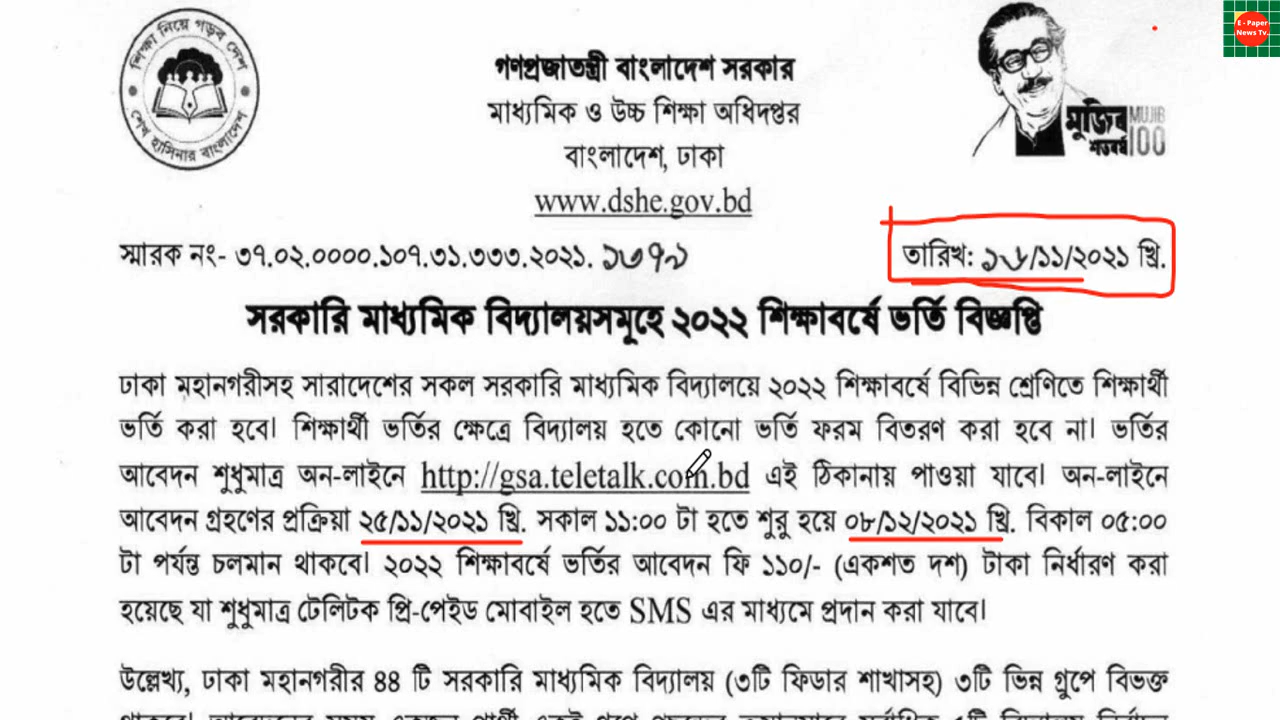 শিক্ষা নিয়ে গড়ব দেশ
শেখ হাসিনার বাংলাদেশ
গণপ্রজাতন্ত্রী বাংলাদেশ সরকার
মাধ্যমিক ও উচ্চ শিক্ষা অধিদপ্তর
বাংলাদেশ, ঢাকা
www.dshe.gov.bd
মুজিব শতবর্ষ
MUJIB 100
E - Paper
News Tv.
স্মারক নং- ৩৭.০২.০০০০.১০৭.৩১.৩৩৩.২০২১.
তারিখ: ১৬/১১/২০২১ খ্রি.
সরকারি মাধ্যমিক বিদ্যালয়সমূহে ২০২২ শিক্ষাবর্ষে ভর্তি বিজ্ঞপ্তি
ঢাকা মহানগরীসহ সারাদেশের সকল সরকারি মাধ্যমিক বিদ্যালয়ে ২০২২ শিক্ষাবর্ষে বিভিন্ন শ্রেণিতে শিক্ষার্থী
ভর্তি করা হবে। শিক্ষার্থী ভর্তির ক্ষেত্রে বিদ্যালয় হতে কোনো ভর্তি ফরম বিতরণ করা হবে না। ভর্তির
আবেদন শুধুমাত্র অন-লাইনে http://gsa.teletalk.com.bd এই ঠিকানায় পাওয়া যাবে। অন-লাইনে
আবেদন গ্রহণের প্রক্রিয়া ২৫/১১/২০২১ খ্রি. সকাল ১১:০০ টা হতে শুরু হয়ে ০৮/১২/২০২১ খ্রি. বিকাল ০৫:০০
টা পর্যন্ত চলমান থাকবে। ২০২২ শিক্ষাবর্ষে ভর্তির আবেদন ফি ১১০/- (একশত দশ) টাকা নির্ধারণ করা
হয়েছে যা শুধুমাত্র টেলিটক প্রি-পেইড মোবাইল হতে SMS এর মাধ্যমে প্রদান করা যাবে।
উল্লেখ্য, ঢাকা মহানগরীর ৪৪ টি সরকারি মাধ্যমিক বিদ্যালয় (৩টি ফিডার শাখাসহ) ৩টি ভিন্ন গ্রুপে বিভক্ত